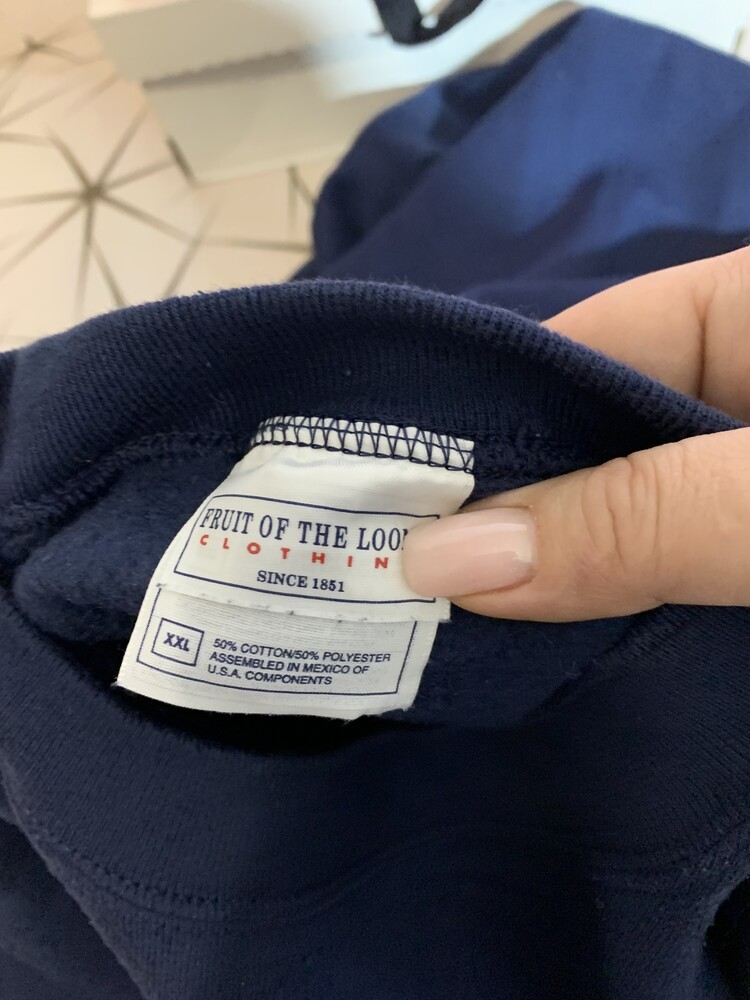 FRUIT OF THE LOO
CLOTHIN
SINCE 1851
XXL
50% COTTON/50% POLYESTER
ASSEMBLED IN MEXICO OF
U.S.A. COMPONENTS